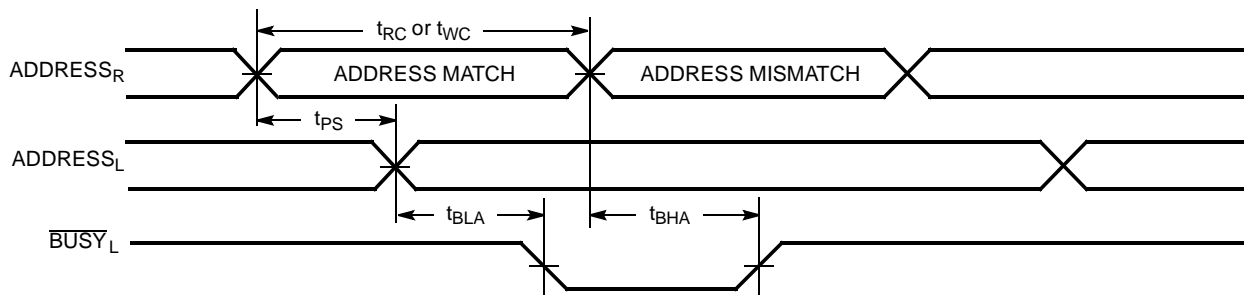 tRC or tWC
ADDRESSR
ADDRESS MATCH
ADDRESS MISMATCH
tPS
ADDRESSL
tBLA
tBHA
BUSYL